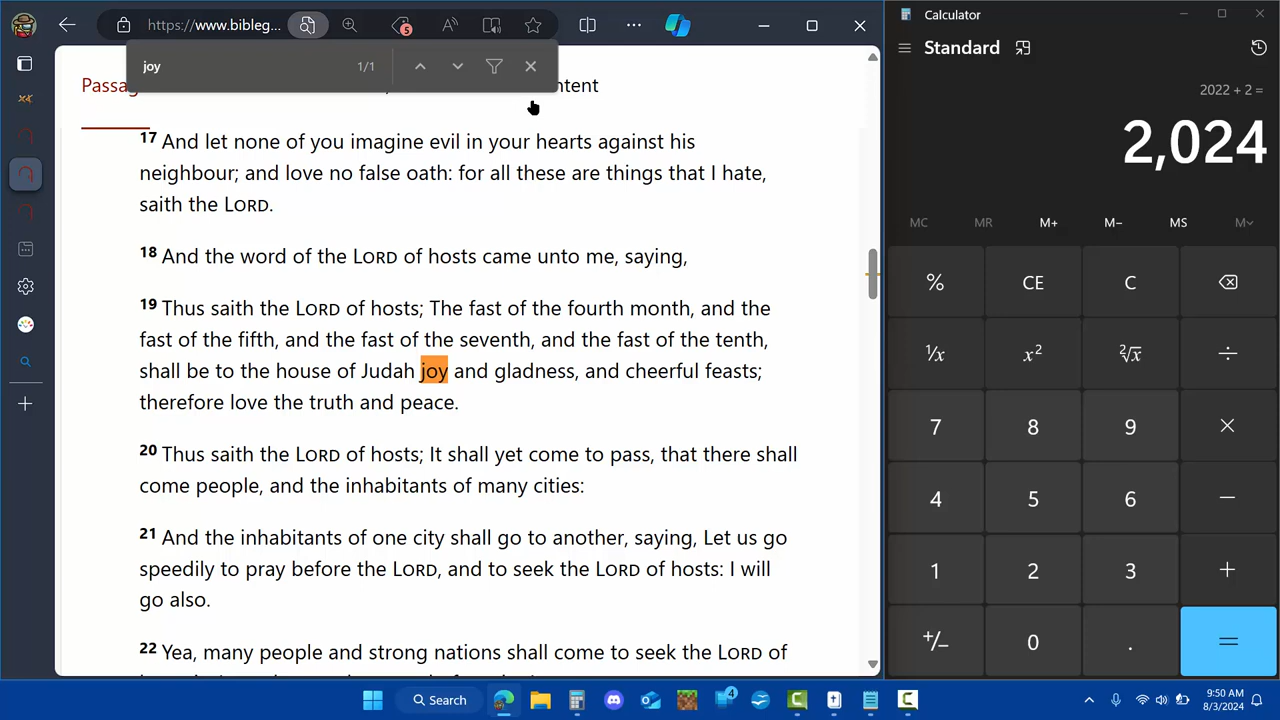 https://www.bibleg...
5
joy
1/1
Passag
ntent
17 And let none of you imagine evil in your hearts against his
neighbour; and love no false oath: for all these are things that I hate,
saith the LORD.
18 And the word of the LORD of hosts came unto me, saying,
19 Thus saith the LORD of hosts; The fast of the fourth month, and the
fast of the fifth, and the fast of the seventh, and the fast of the tenth,
shall be to the house of Judah joy and gladness, and cheerful feasts;
therefore love the truth and peace.
20 Thus saith the LORD of hosts; It shall yet come to pass, that there shall
come people, and the inhabitants of many cities:
21 And the inhabitants of one city shall go to another, saying, Let us go
speedily to pray before the LORD, and to seek the LORD of hosts: I will
go also.
22 Yea, many people and strong nations shall come to seek the LORD of
Calculator
Standard
2022 + 2 =
2,024
MC MR M+ M− MS M˅
% CE C
¹/x x² ²√x ÷
7 8 9 ×
4 5 6 −
1 2 3 +
+/− 0 . =
Search
4
9:50 AM
8/3/2024